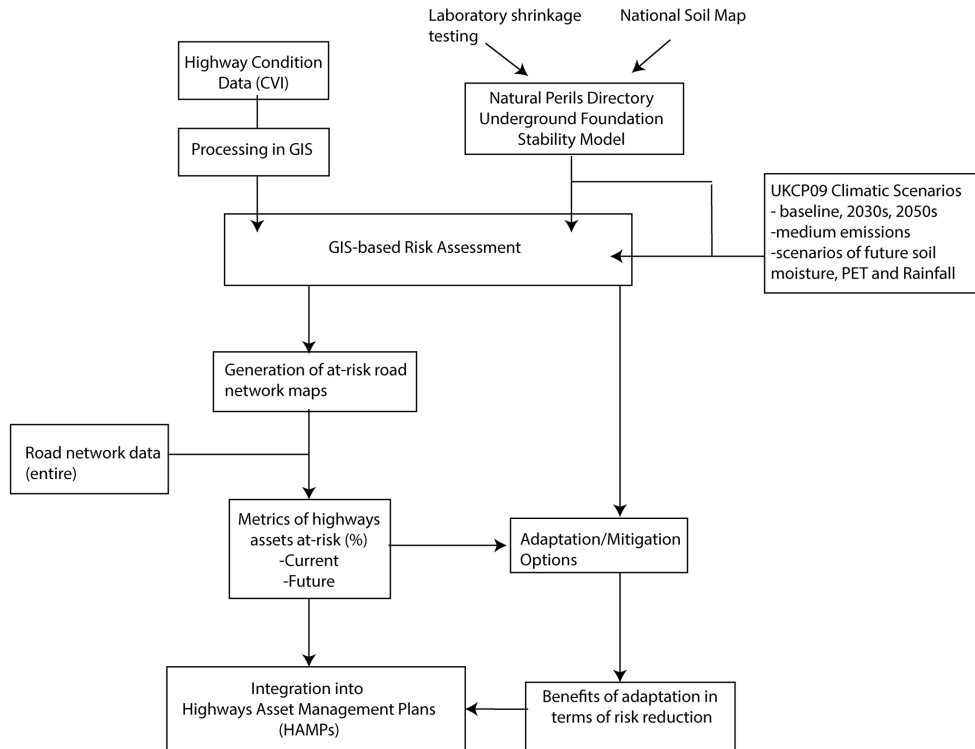 Laboratory shrinkage
testing
National Soil Map
Highway Condition
Data (CVI)
Natural Perils Directory
Underground Foundation
Stability Model
Processing in GIS
UKCP09 Climatic Scenarios
- baseline, 2030s, 2050s
-medium emissions
-scenarios of future soil
moisture, PET and Rainfall
GIS-based Risk Assessment
Generation of at-risk road
network maps
Road network data
(entire)
Metrics of highways
assets at-risk (%)
-Current
-Future
Adaptation/Mitigation
Options
Integration into
Highways Asset Management Plans
(HAMPs)
Benefits of adaptation in
terms of risk reduction